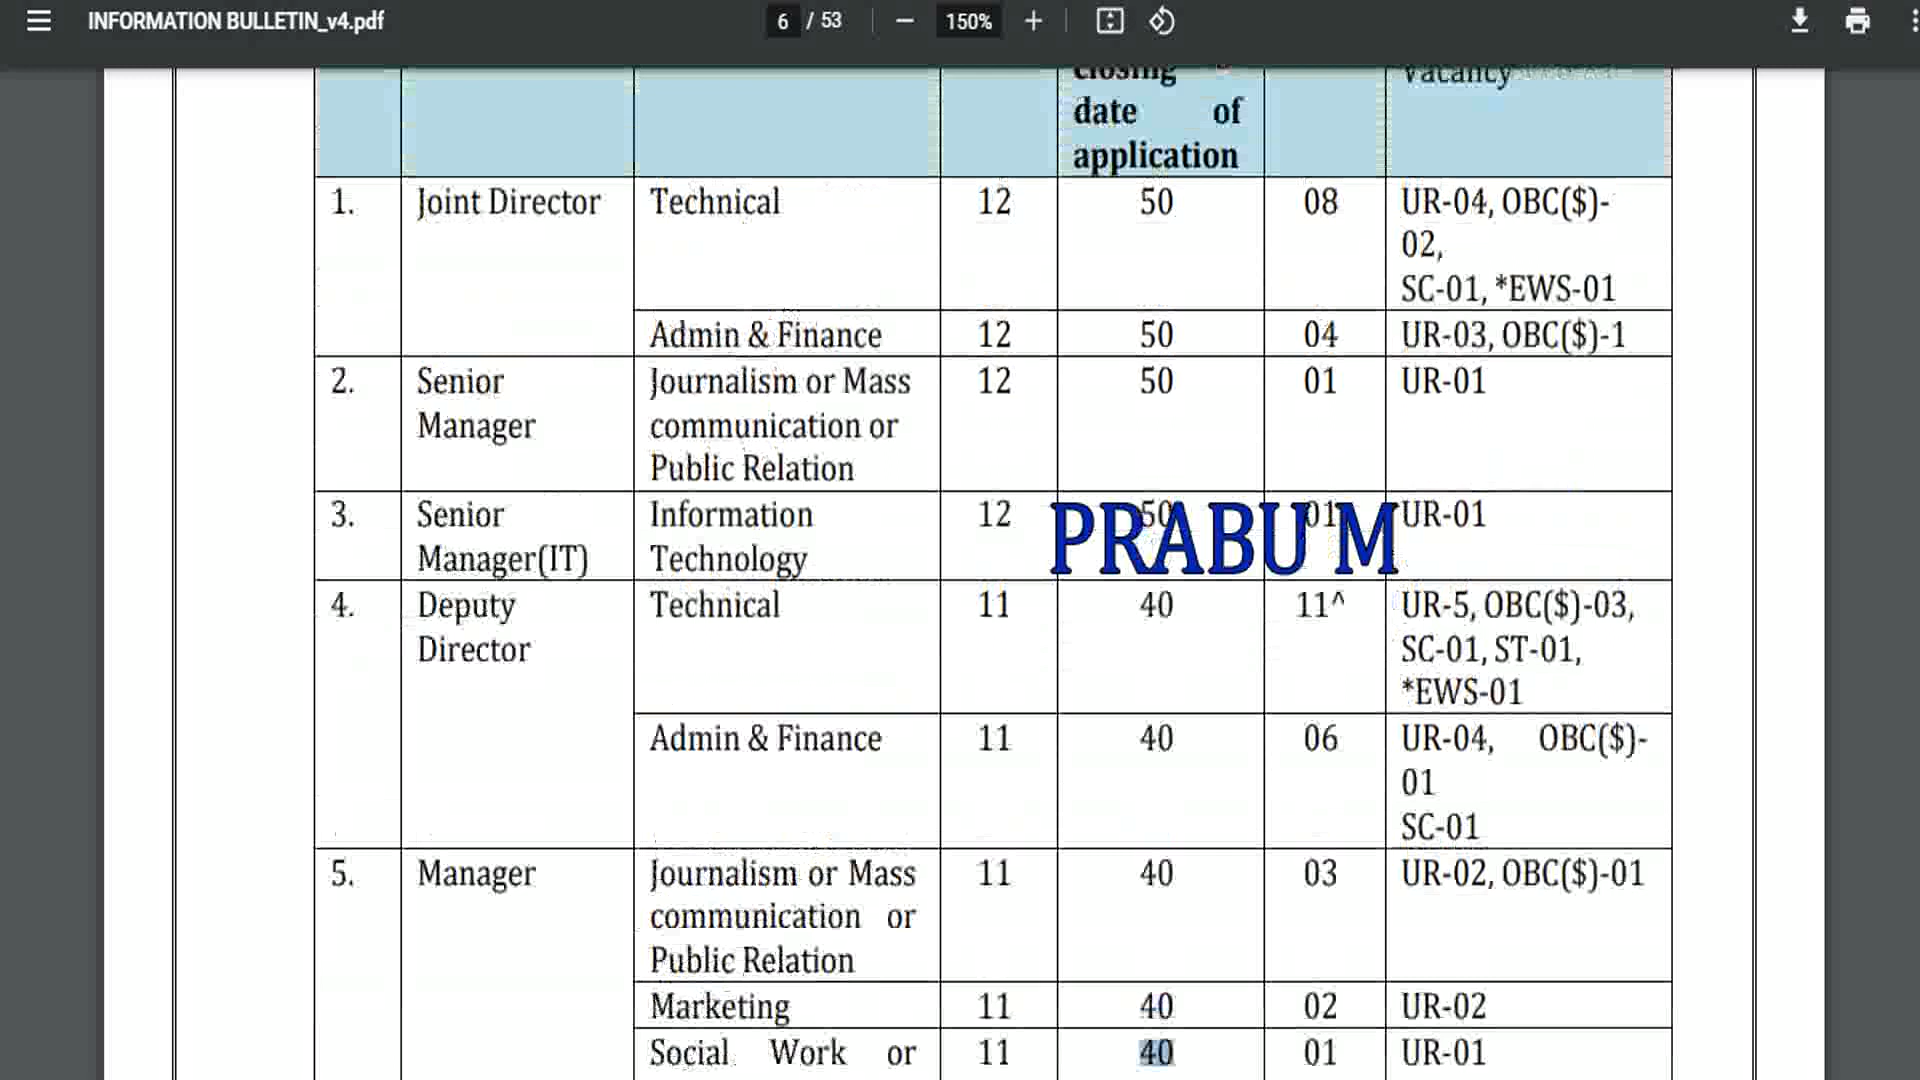 INFORMATION BULLETIN_v4.pdf 6 / 53 150%
closing Vacancy
date of
application
1. Joint Director Technical 12 50 08 UR-04, OBC($)-
02,
SC-01, *EWS-01
Admin & Finance 12 50 04 UR-03, OBC($)-1
2. Senior Journalism or Mass 12 50 01 UR-01
Manager communication or
Public Relation
3. Senior Information 12 50 01 UR-01
PRABU M
Manager(IT) Technology
4. Deputy Technical 11 40 11^ UR-5, OBC($)-03,
Director SC-01, ST-01,
*EWS-01
Admin & Finance 11 40 06 UR-04, OBC($)-
01
SC-01
5. Manager Journalism or Mass 11 40 03 UR-02, OBC($)-01
communication or
Public Relation
Marketing 11 40 02 UR-02
Social Work or 11 40 01 UR-01